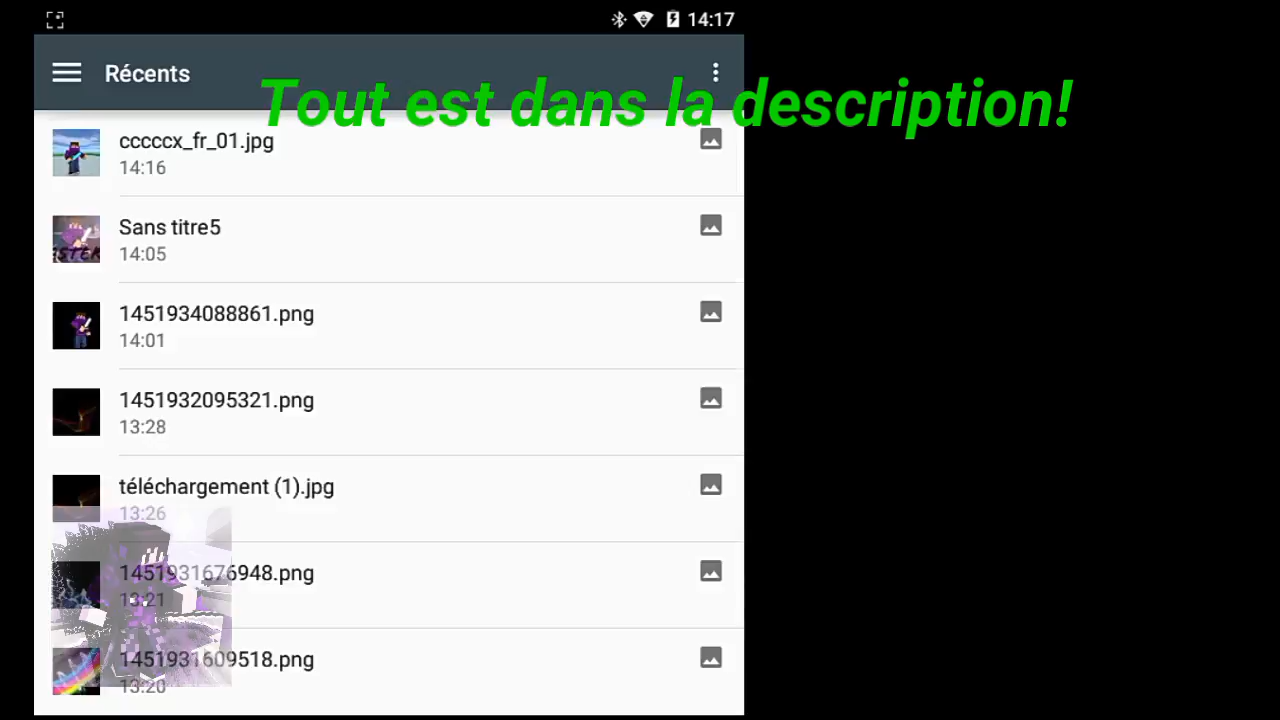 14:17
Récents
Tout est dans la description!
cccccx_fr_01.jpg
14:16
Sans titre5
14:05
1451934088861.png
14:01
1451932095321.png
13:28
téléchargement (1).jpg
13:26
1451931676948.png
13:21
1451931609518.png
13:20